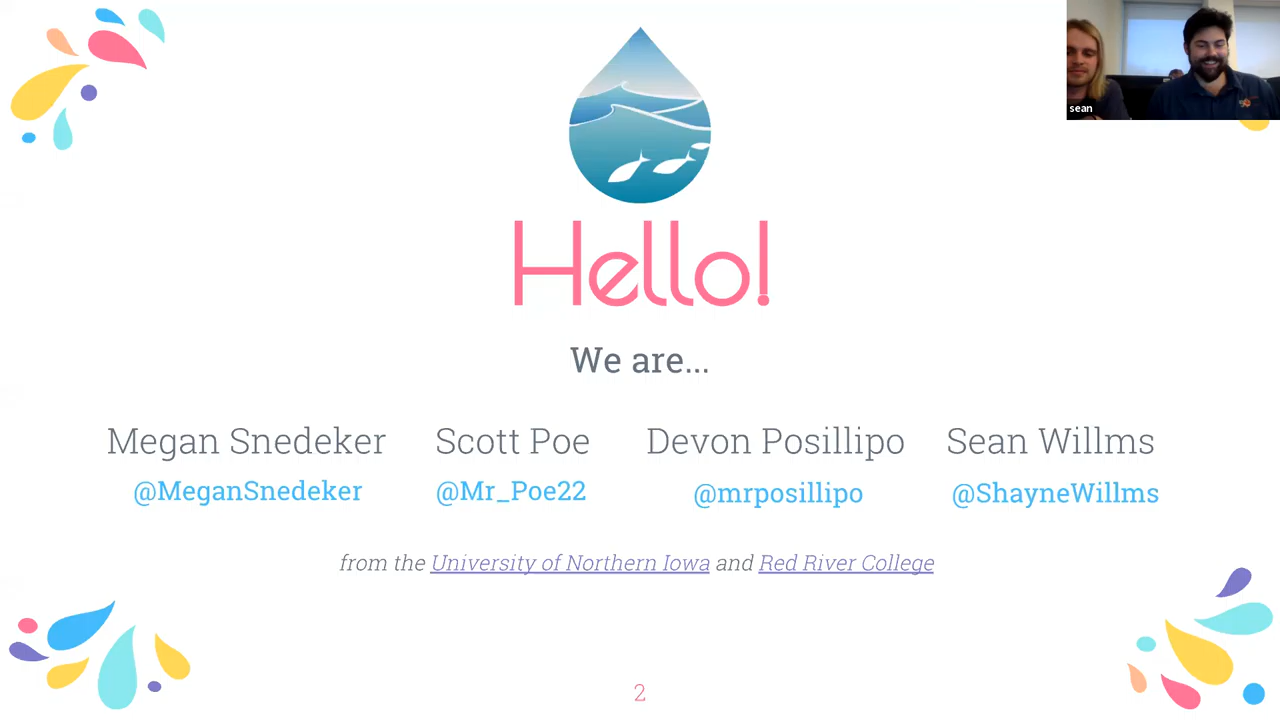 sean
Hello!
We are...
Megan Snedeker Scott Poe Devon Posillipo Sean Willms
@MeganSnedeker @Mr_Poe22 @mrposillipo @ShayneWillms
from the University of Northern Iowa and Red River College
2